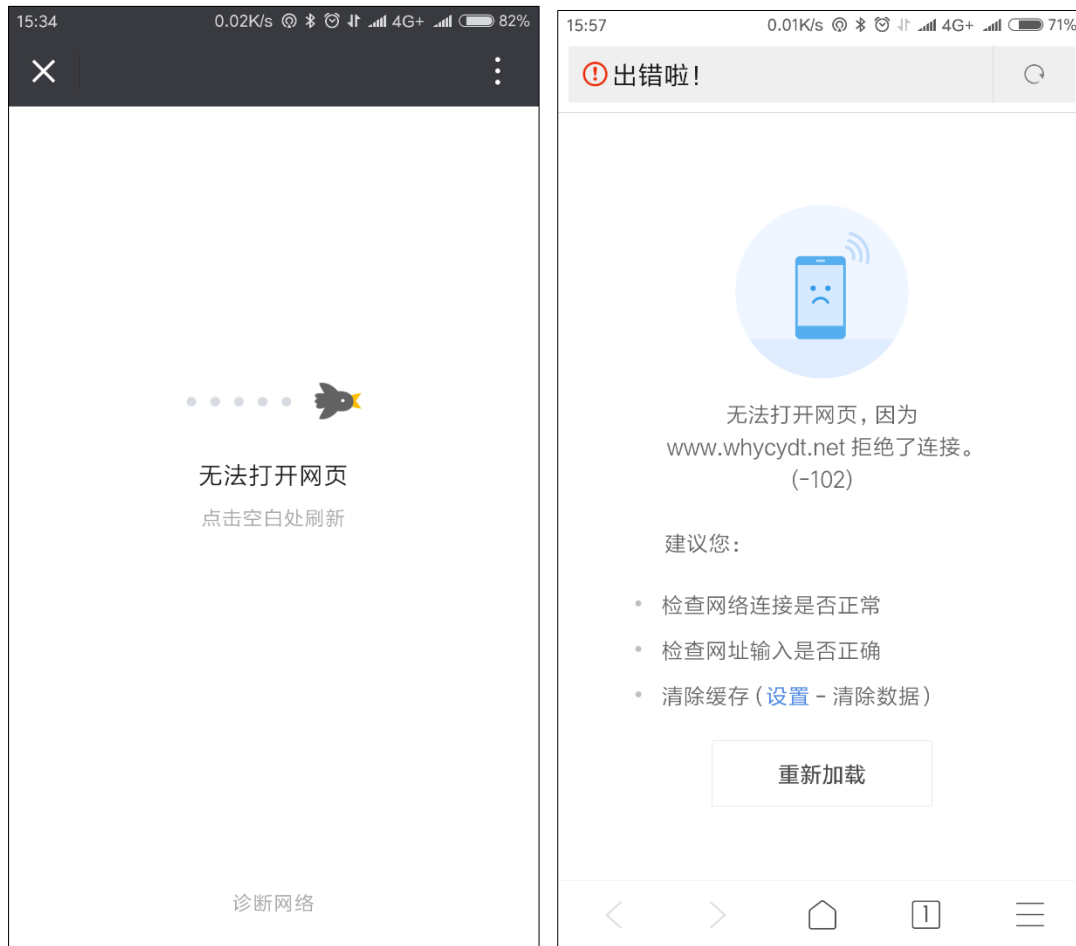 15:34
0.02K/s 4G+ 82%
无法打开网页
点击空白处刷新
诊断网络
15:57
0.01K/s 4G+ 71%
出错啦！
无法打开网页，因为
www.whycydt.net 拒绝了连接。
(-102)
建议您：
• 检查网络连接是否正常
• 检查网址输入是否正确
• 清除缓存（设置 - 清除数据）
重新加载
1